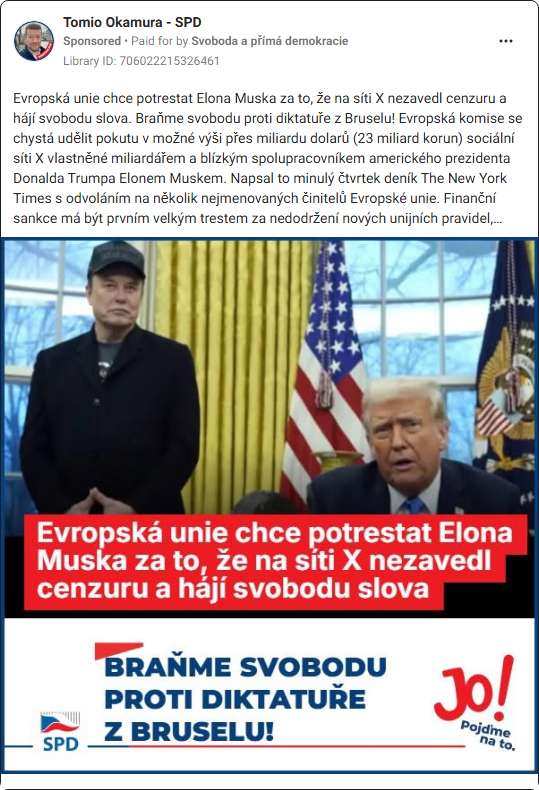 Tomio Okamura - SPD
Sponsored • Paid for by Svoboda a přímá demokracie
Library ID: 706022215326461
Evropská unie chce potrestat Elona Muska za to, že na síti X nezavedl cenzuru a
hájí svobodu slova. Braňme svobodu proti diktatuře z Bruselu! Evropská komise se
chystá udělit pokutu v možné výši přes miliardu dolarů (23 miliard korun) sociální
síti X vlastněné miliardářem a blízkým spolupracovníkem amerického prezidenta
Donalda Trumpa Elonem Muskem. Napsal to minulý čtvrtek deník The New York
Times s odvoláním na několik nejmenovaných činitelů Evropské unie. Finanční
sankce má být prvním velkým trestem za nedodržení nových unijních pravidel,...
Evropská unie chce potrestat Elona
Muska za to, že na síti X nezavedl
cenzuru a hájí svobodu slova
BRAŇME SVOBODU
PROTI DIKTATUŘE
Z BRUSELU!
SPD
Jo!
Pojďme
na to.